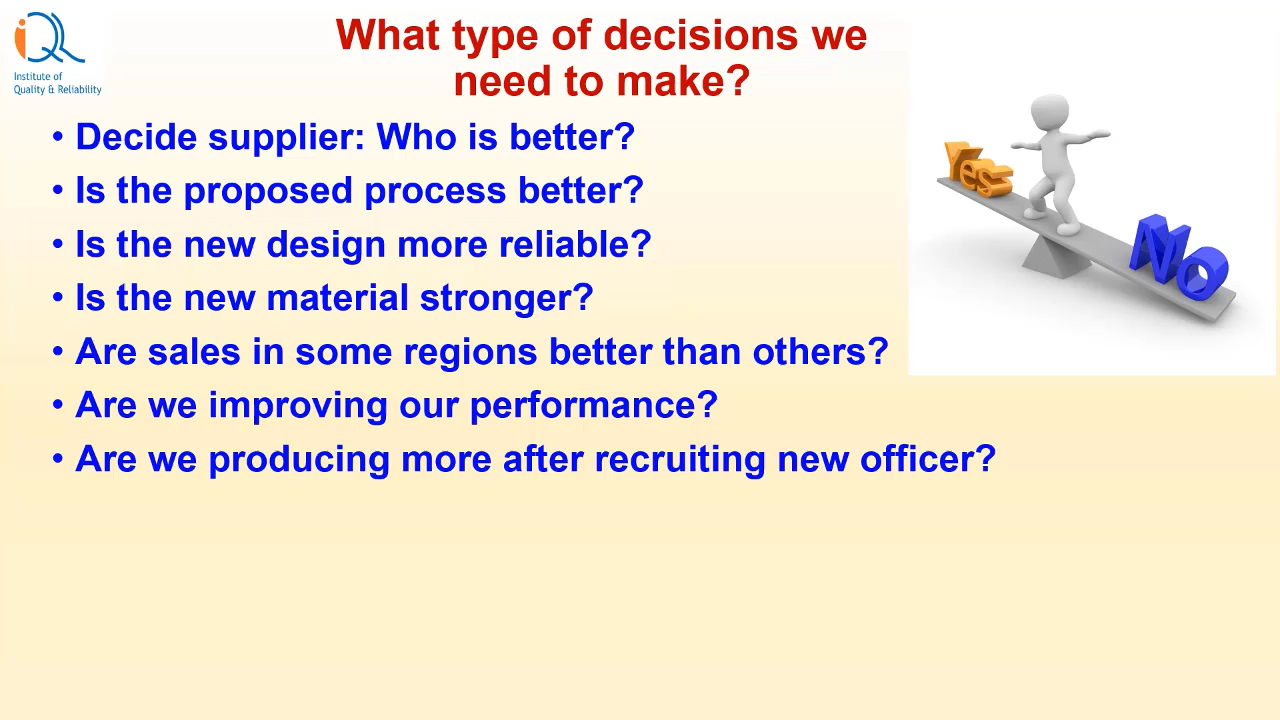 iQR
Institute of
Quality & Reliability
What type of decisions we
need to make?
• Decide supplier: Who is better?
• Is the proposed process better?
• Is the new design more reliable?
• Is the new material stronger?
• Are sales in some regions better than others?
• Are we improving our performance?
• Are we producing more after recruiting new officer?
Yes
No